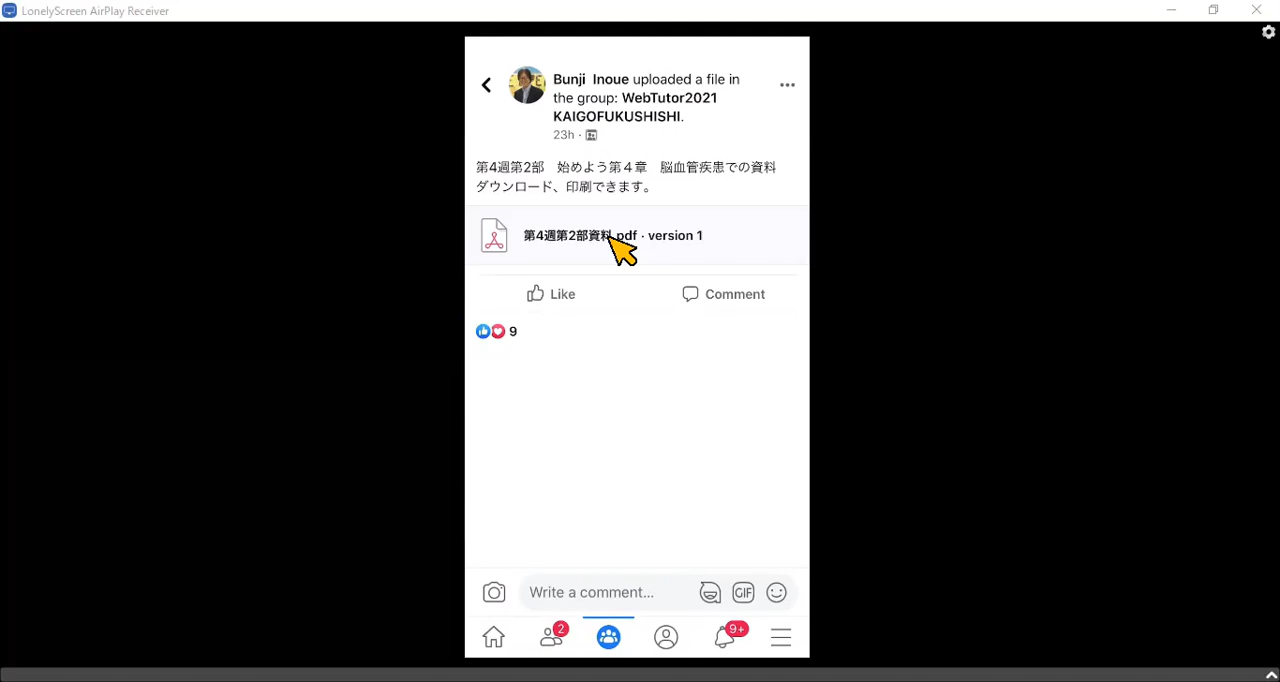 LonelyScreen AirPlay Receiver
Bunji Inoue uploaded a file in
the group: WebTutor2021
KAIGOFUKUSHISHI.
23h ·
第4週第2部　始めよう第４章　脳血管疾患での資料
ダウンロード、印刷できます。
第4週第2部資料.pdf · version 1
Like
Comment
9
Write a comment...
GIF
2
9+